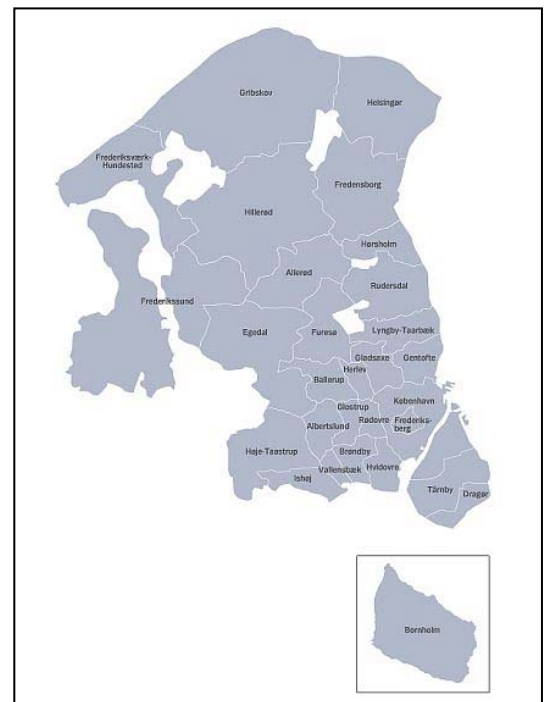 Gribskov
Helsingør
Frederiksværk-
Hundested
Fredensborg
Hillerød
Hørsholm
Allerød
Rudersdal
Frederikssund
Egedal
Furesø
Lyngby-Taarbæk
Gladsaxe
Gentofte
Herlev
Ballerup
København
Glostrup
Rødovre
Frederiks-
berg
Albertslund
Høje-Taastrup
Brøndby
Hvidovre
Vallensbæk
Ishøj
Tårnby
Dragør
Bornholm